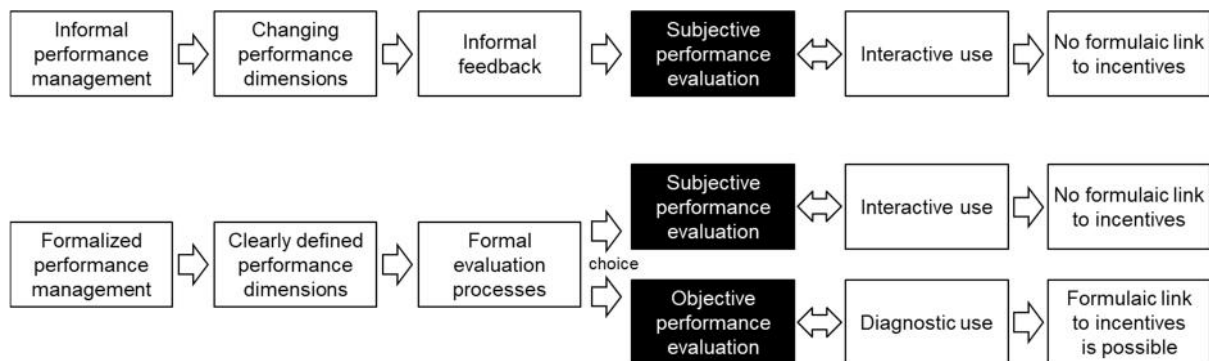 Informal
performance
management
Changing
performance
dimensions
Informal
feedback
Subjective
performance
evaluation
Interactive use
No formulaic link
to incentives
Formalized
performance
management
Clearly defined
performance
dimensions
Formal
evaluation
processes
choice
Subjective
performance
evaluation
Interactive use
No formulaic link
to incentives
Objective
performance
evaluation
Diagnostic use
Formulaic link
to incentives
is possible